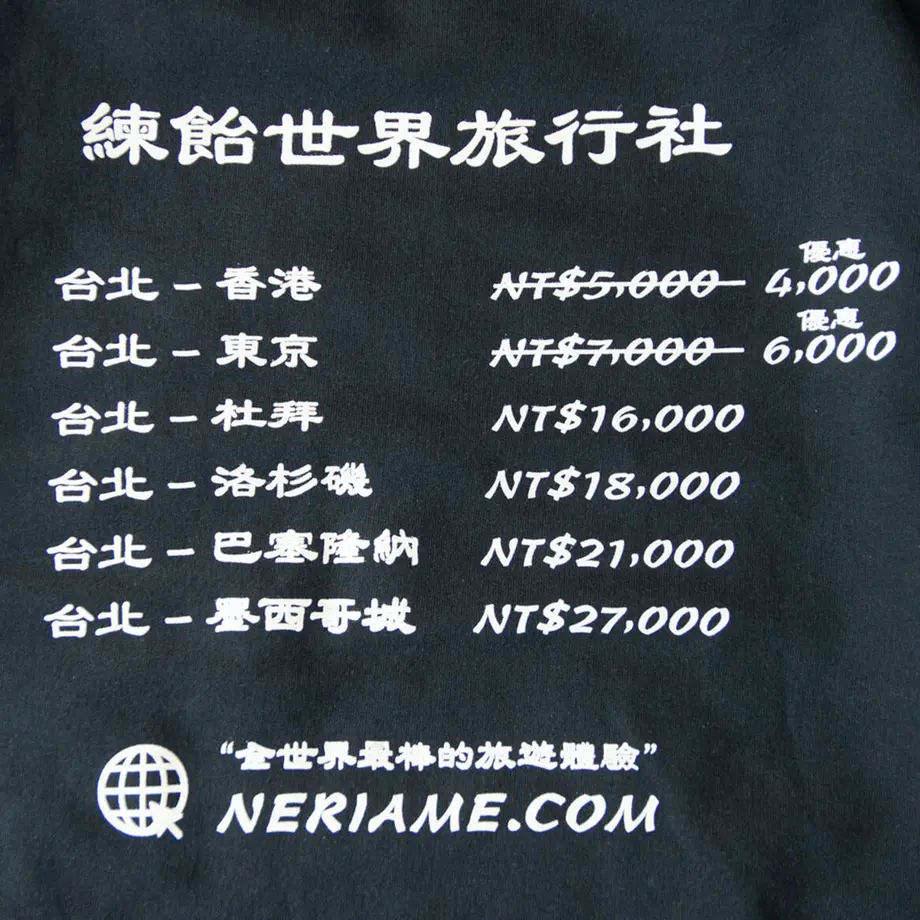 練飴世界旅行社
台北 – 香港 NT$5,000 優惠 4,000
台北 – 東京 NT$7,000 優惠 6,000
台北 – 杜拜 NT$16,000
台北 – 洛杉磯 NT$18,000
台北 – 巴塞隆納 NT$21,000
台北 – 墨西哥城 NT$27,000
“全世界最棒的旅遊體驗”
NERIAME.COM